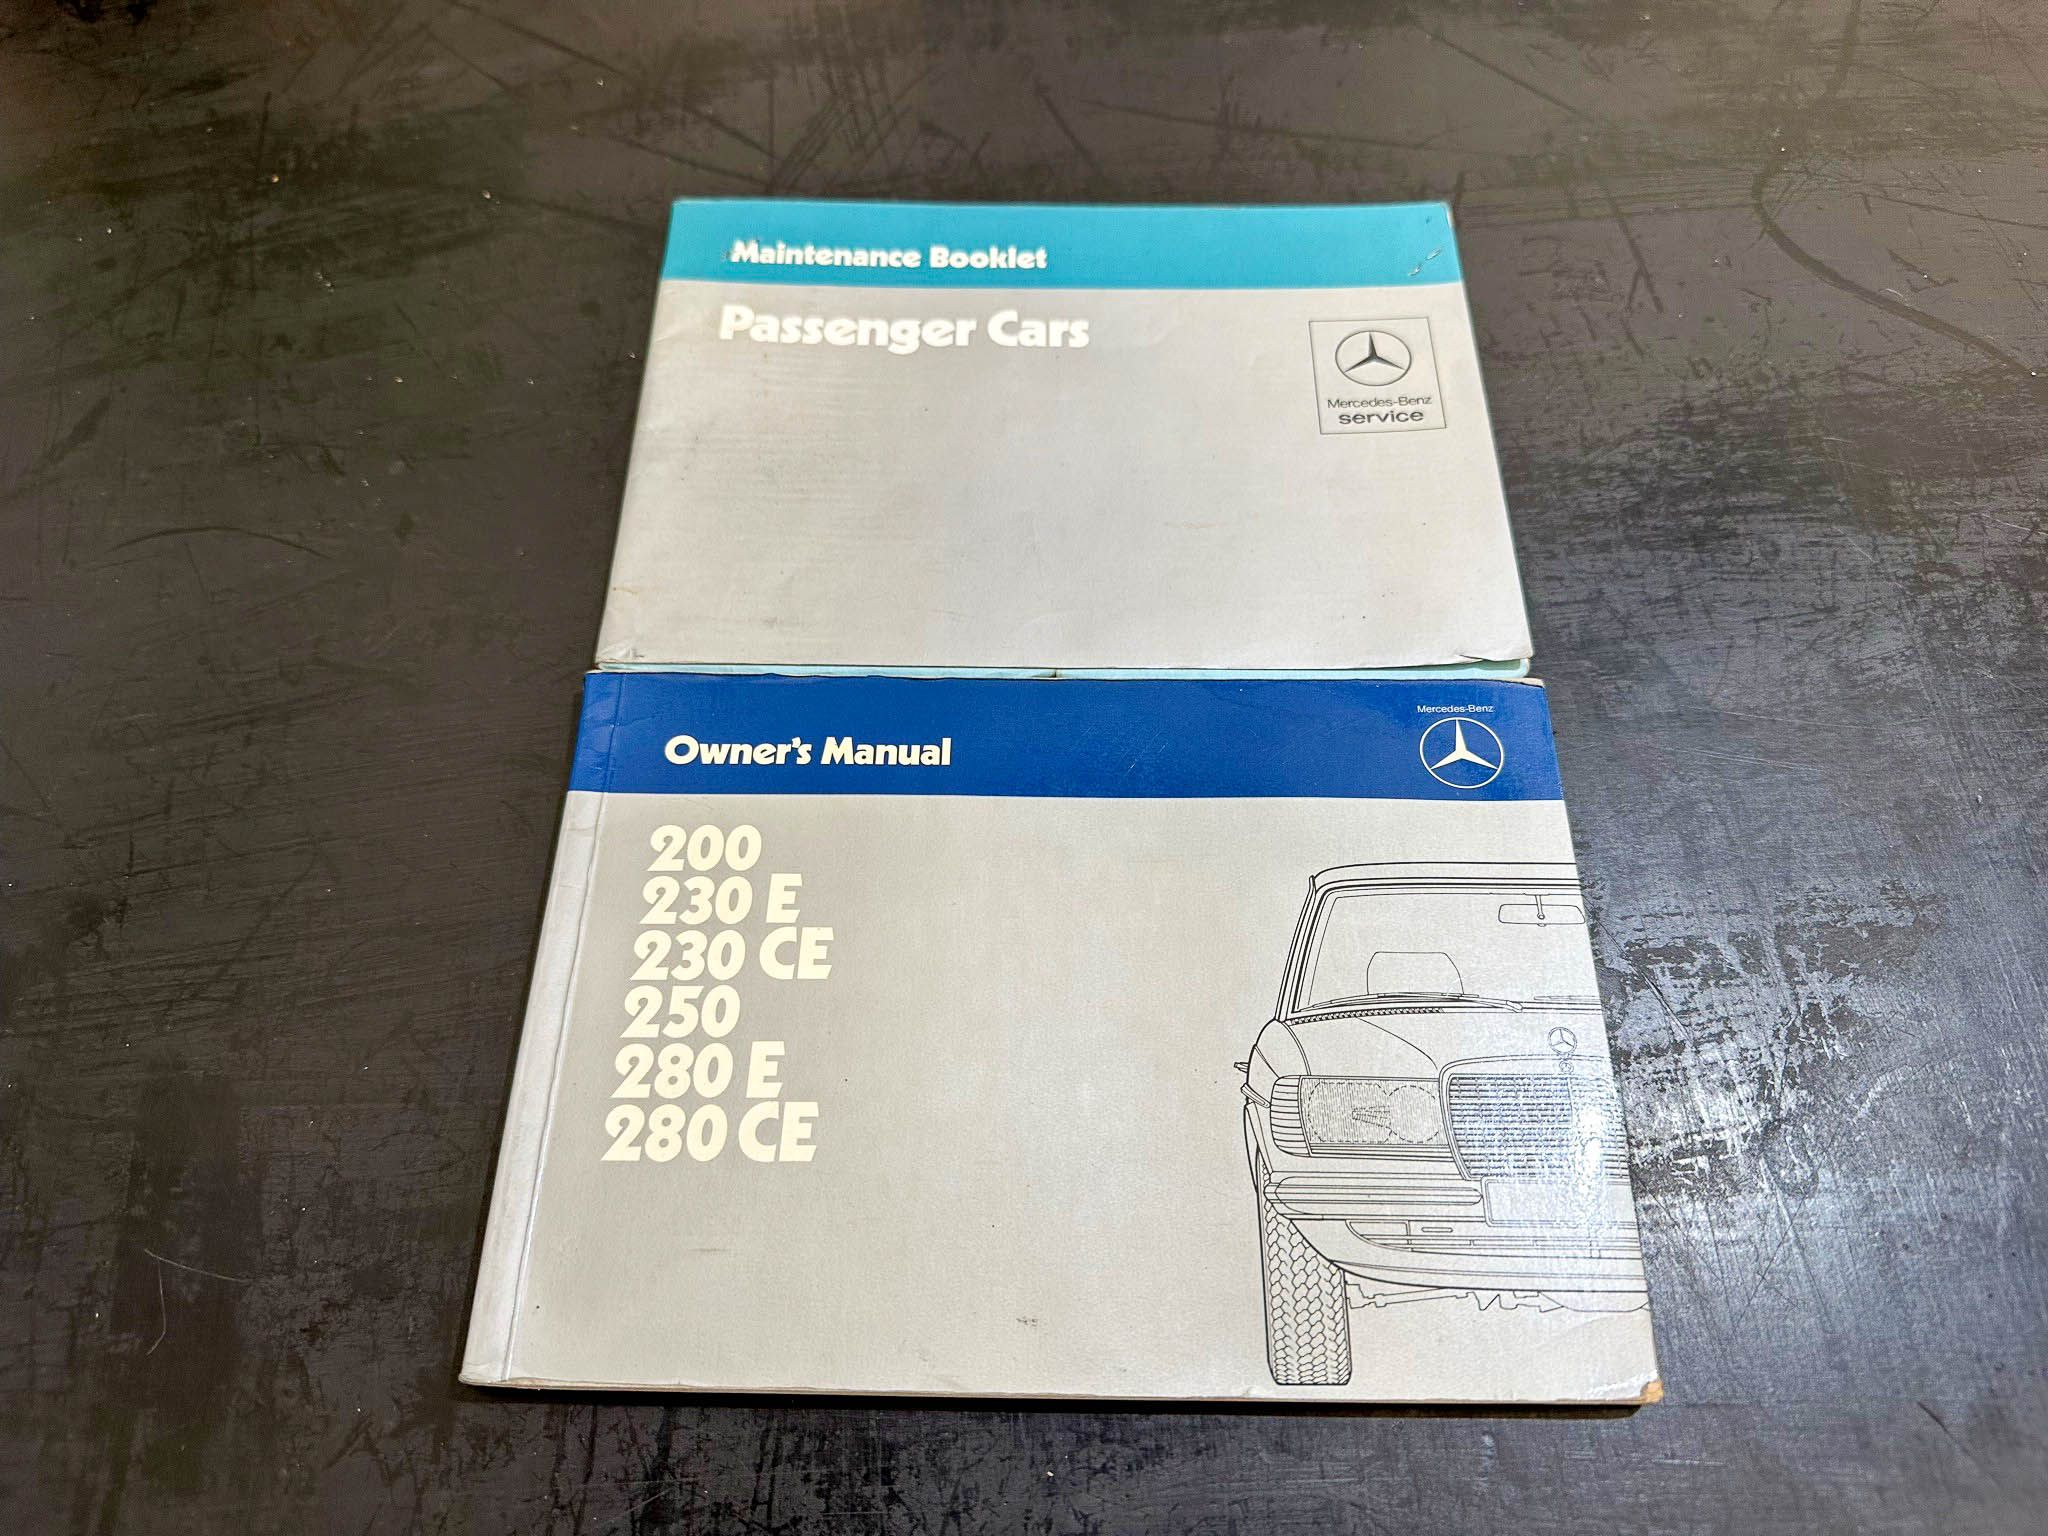 Maintenance Booklet
Passenger Cars
Mercedes-Benz
service
Mercedes-Benz
Owner's Manual
200
230 E
230 CE
250
280 E
280 CE